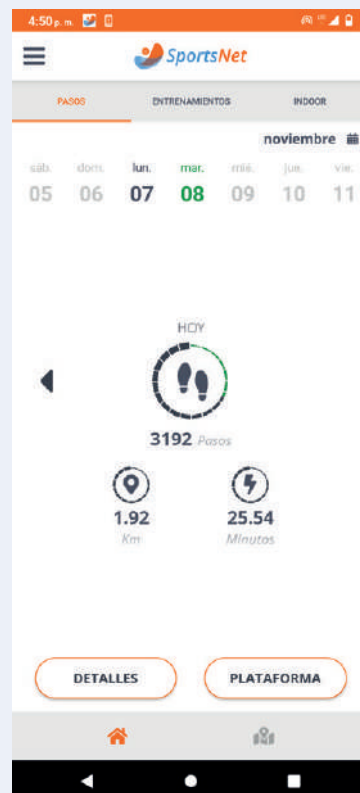 4:50 p. m.
SportsNet
PASOS ENTRENAMIENTOS INDOOR
noviembre
sáb. dom. lun. mar. mié. jue. vie.
05 06 07 08 09 10 11
HOY
3192 Pasos
1.92 25.54
Km Minutos
DETALLES PLATAFORMA